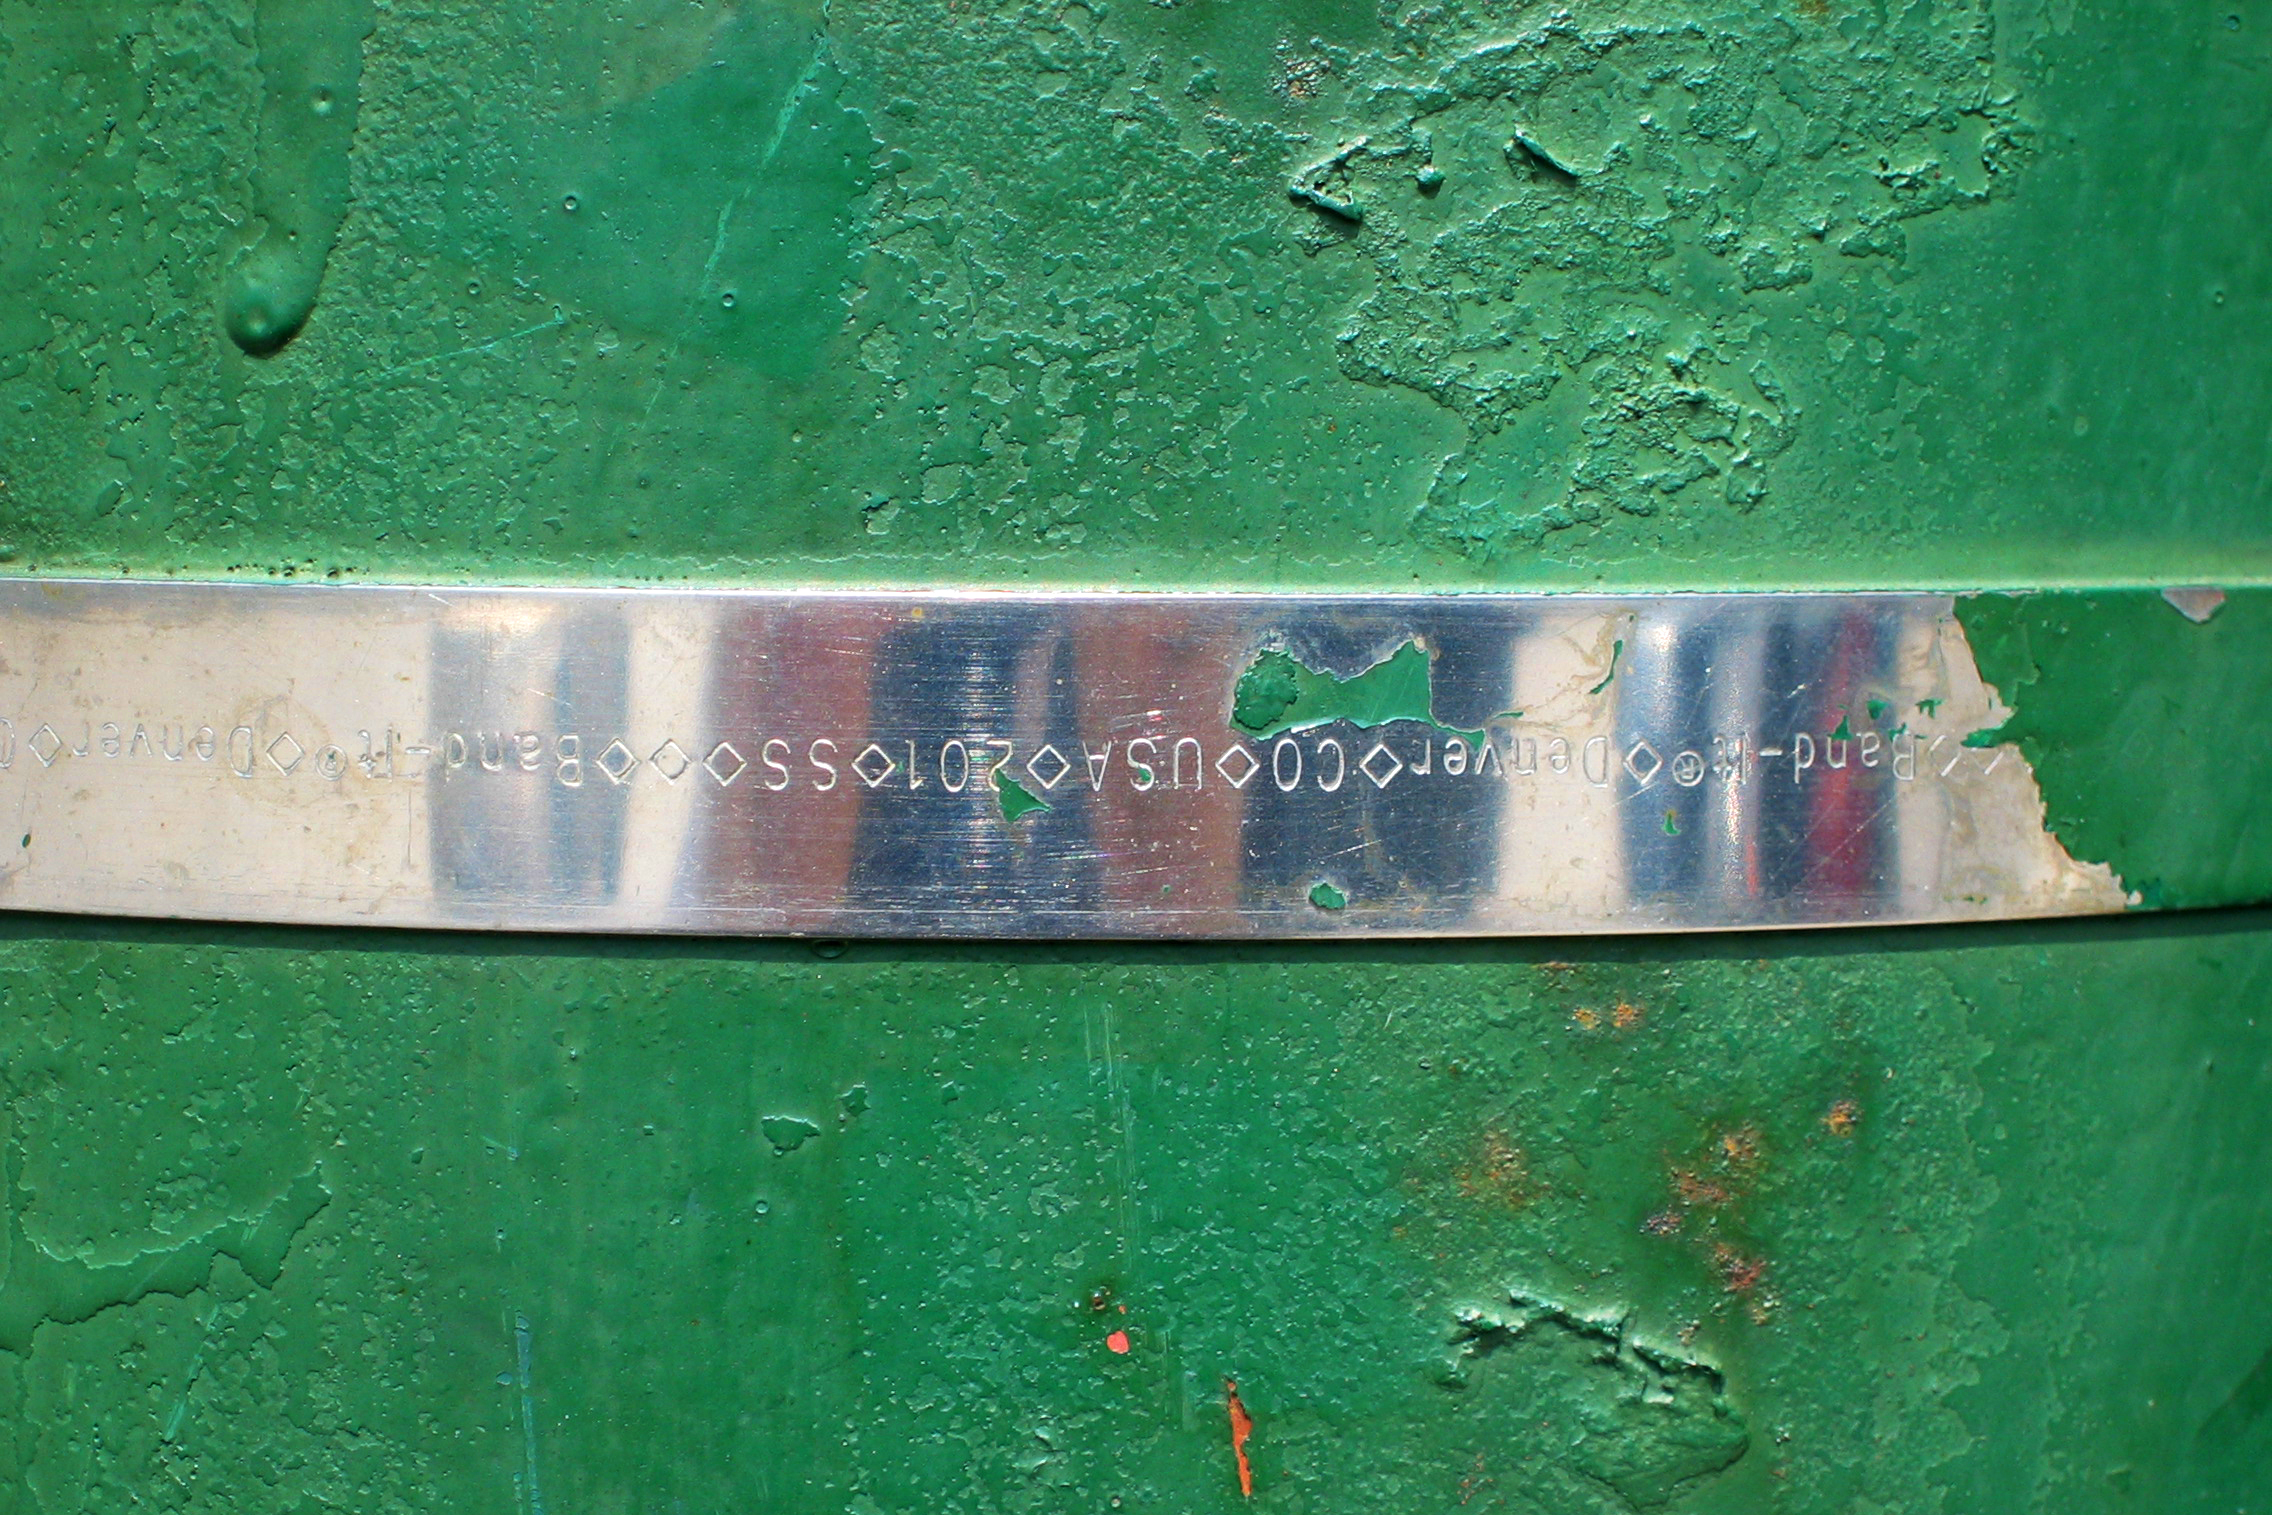 ◇◇Band-It®◇Denver◇CO◇USA◇201◇SS◇◇◇Band-It®◇Denver◇C